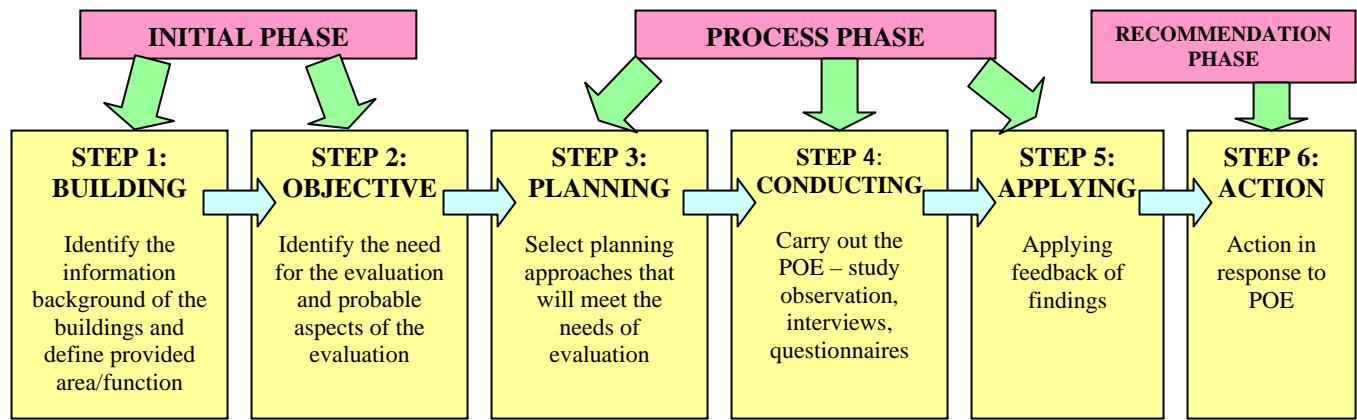 INITIAL PHASE
PROCESS PHASE
RECOMMENDATION
PHASE
STEP 1:
BUILDING
Identify the
information
background of the
buildings and
define provided
area/function
STEP 2:
OBJECTIVE
Identify the need
for the evaluation
and probable
aspects of the
evaluation
STEP 3:
PLANNING
Select planning
approaches that
will meet the
needs of
evaluation
STEP 4:
CONDUCTING
Carry out the
POE – study
observation,
interviews,
questionnaires
STEP 5:
APPLYING
Applying
feedback of
findings
STEP 6:
ACTION
Action in
response to
POE